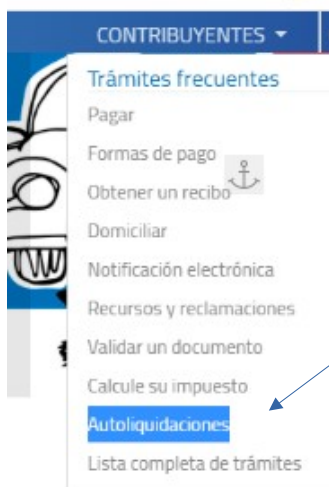 CONTRIBUYENTES
Trámites frecuentes
Pagar
Formas de pago
Obtener un recibo
Domiciliar
Notificación electrónica
Recursos y reclamaciones
Validar un documento
Calcule su impuesto
Autoliquidaciones
Lista completa de trámites